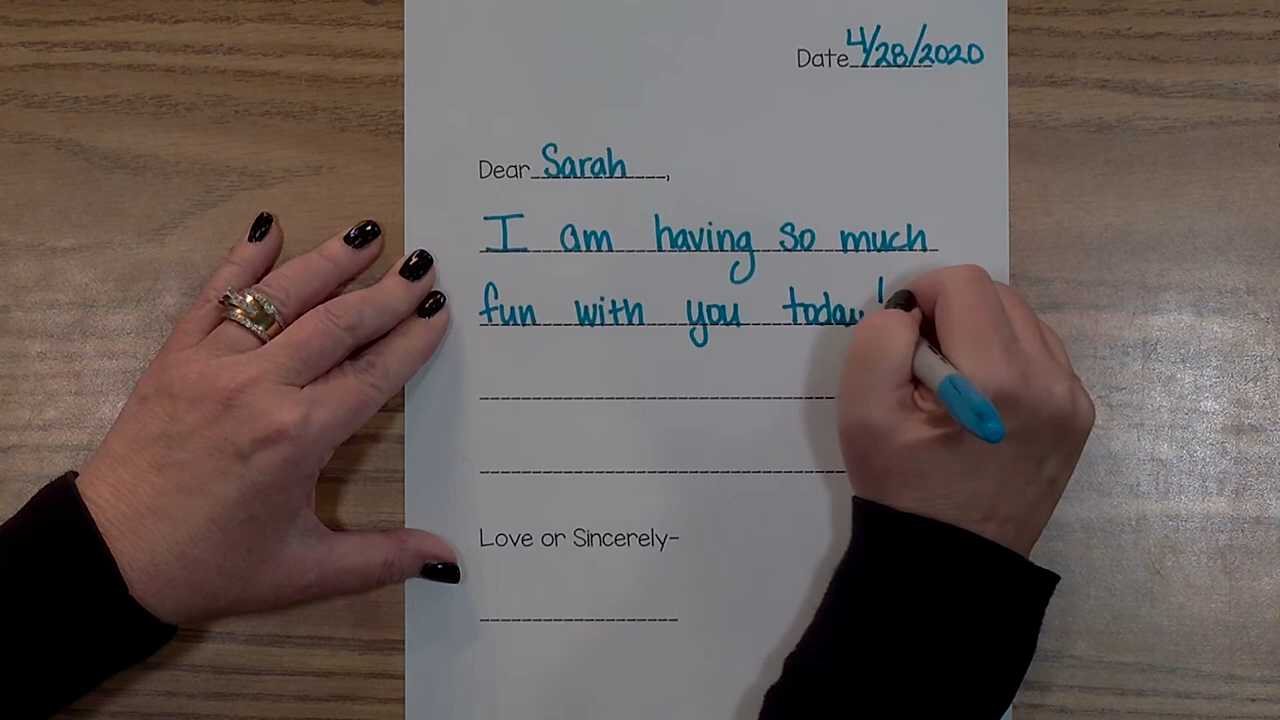 Date 4/28/2020
Dear Sarah,
I am having so much
fun with you today!
Love or Sincerely-